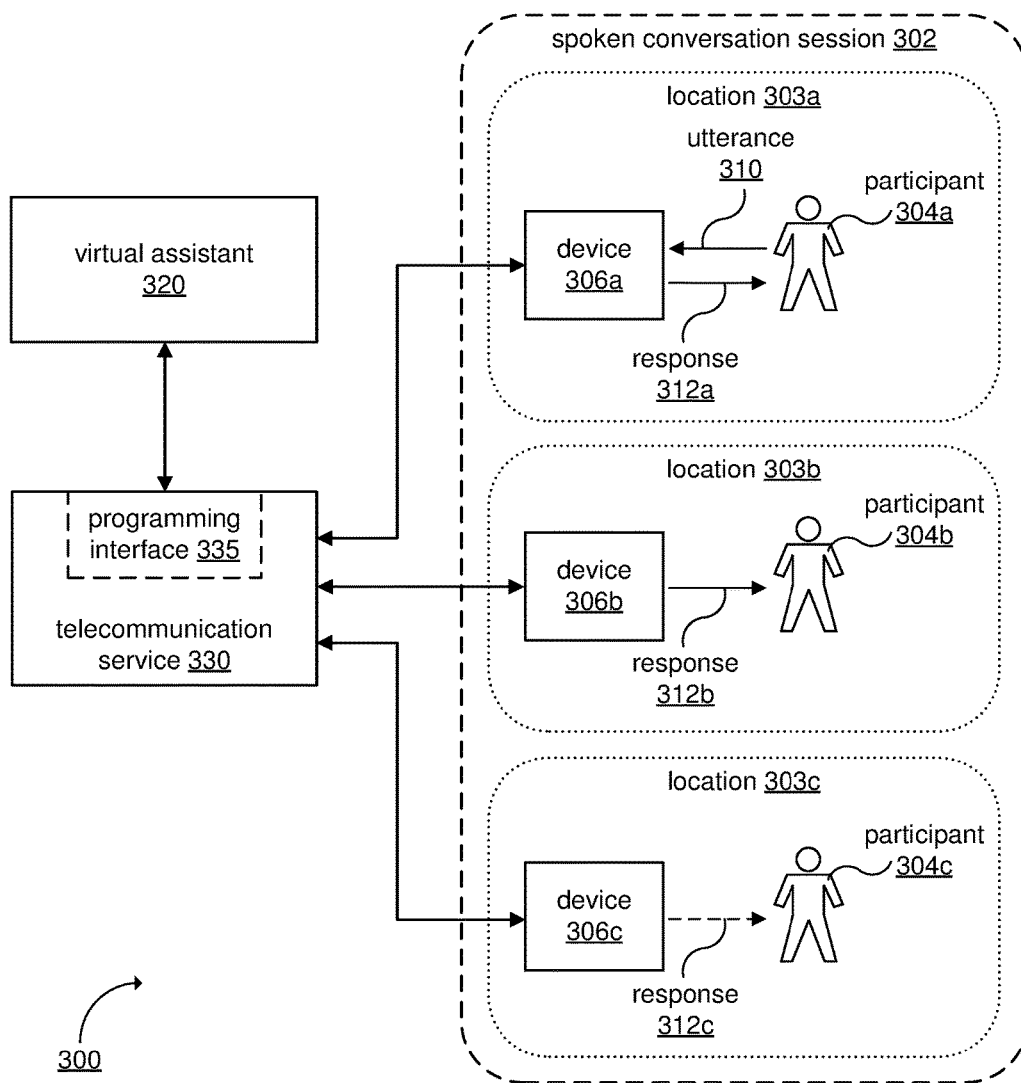 spoken conversation session 302
location 303a
utterance
310
participant
304a
device
306a
response
312a
virtual assistant
320
location 303b
participant
304b
device
306b
response
312b
programming
interface 335
telecommunication
service 330
location 303c
participant
304c
device
306c
response
312c
300